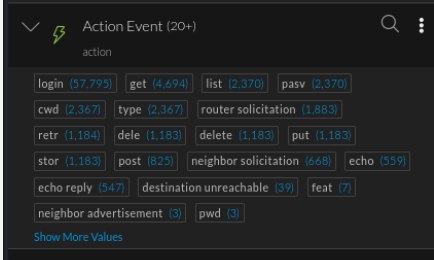 Action Event (20+)
action
login (57,795) get (4,694) list (2,370) pasv (2,370)
cwd (2,367) type (2,367) router solicitation (1,883)
retr (1,184) dele (1,183) delete (1,183) put (1,183)
stor (1,183) post (825) neighbor solicitation (668) echo (559)
echo reply (547) destination unreachable (39) feat (7)
neighbor advertisement (3) pwd (3)
Show More Values